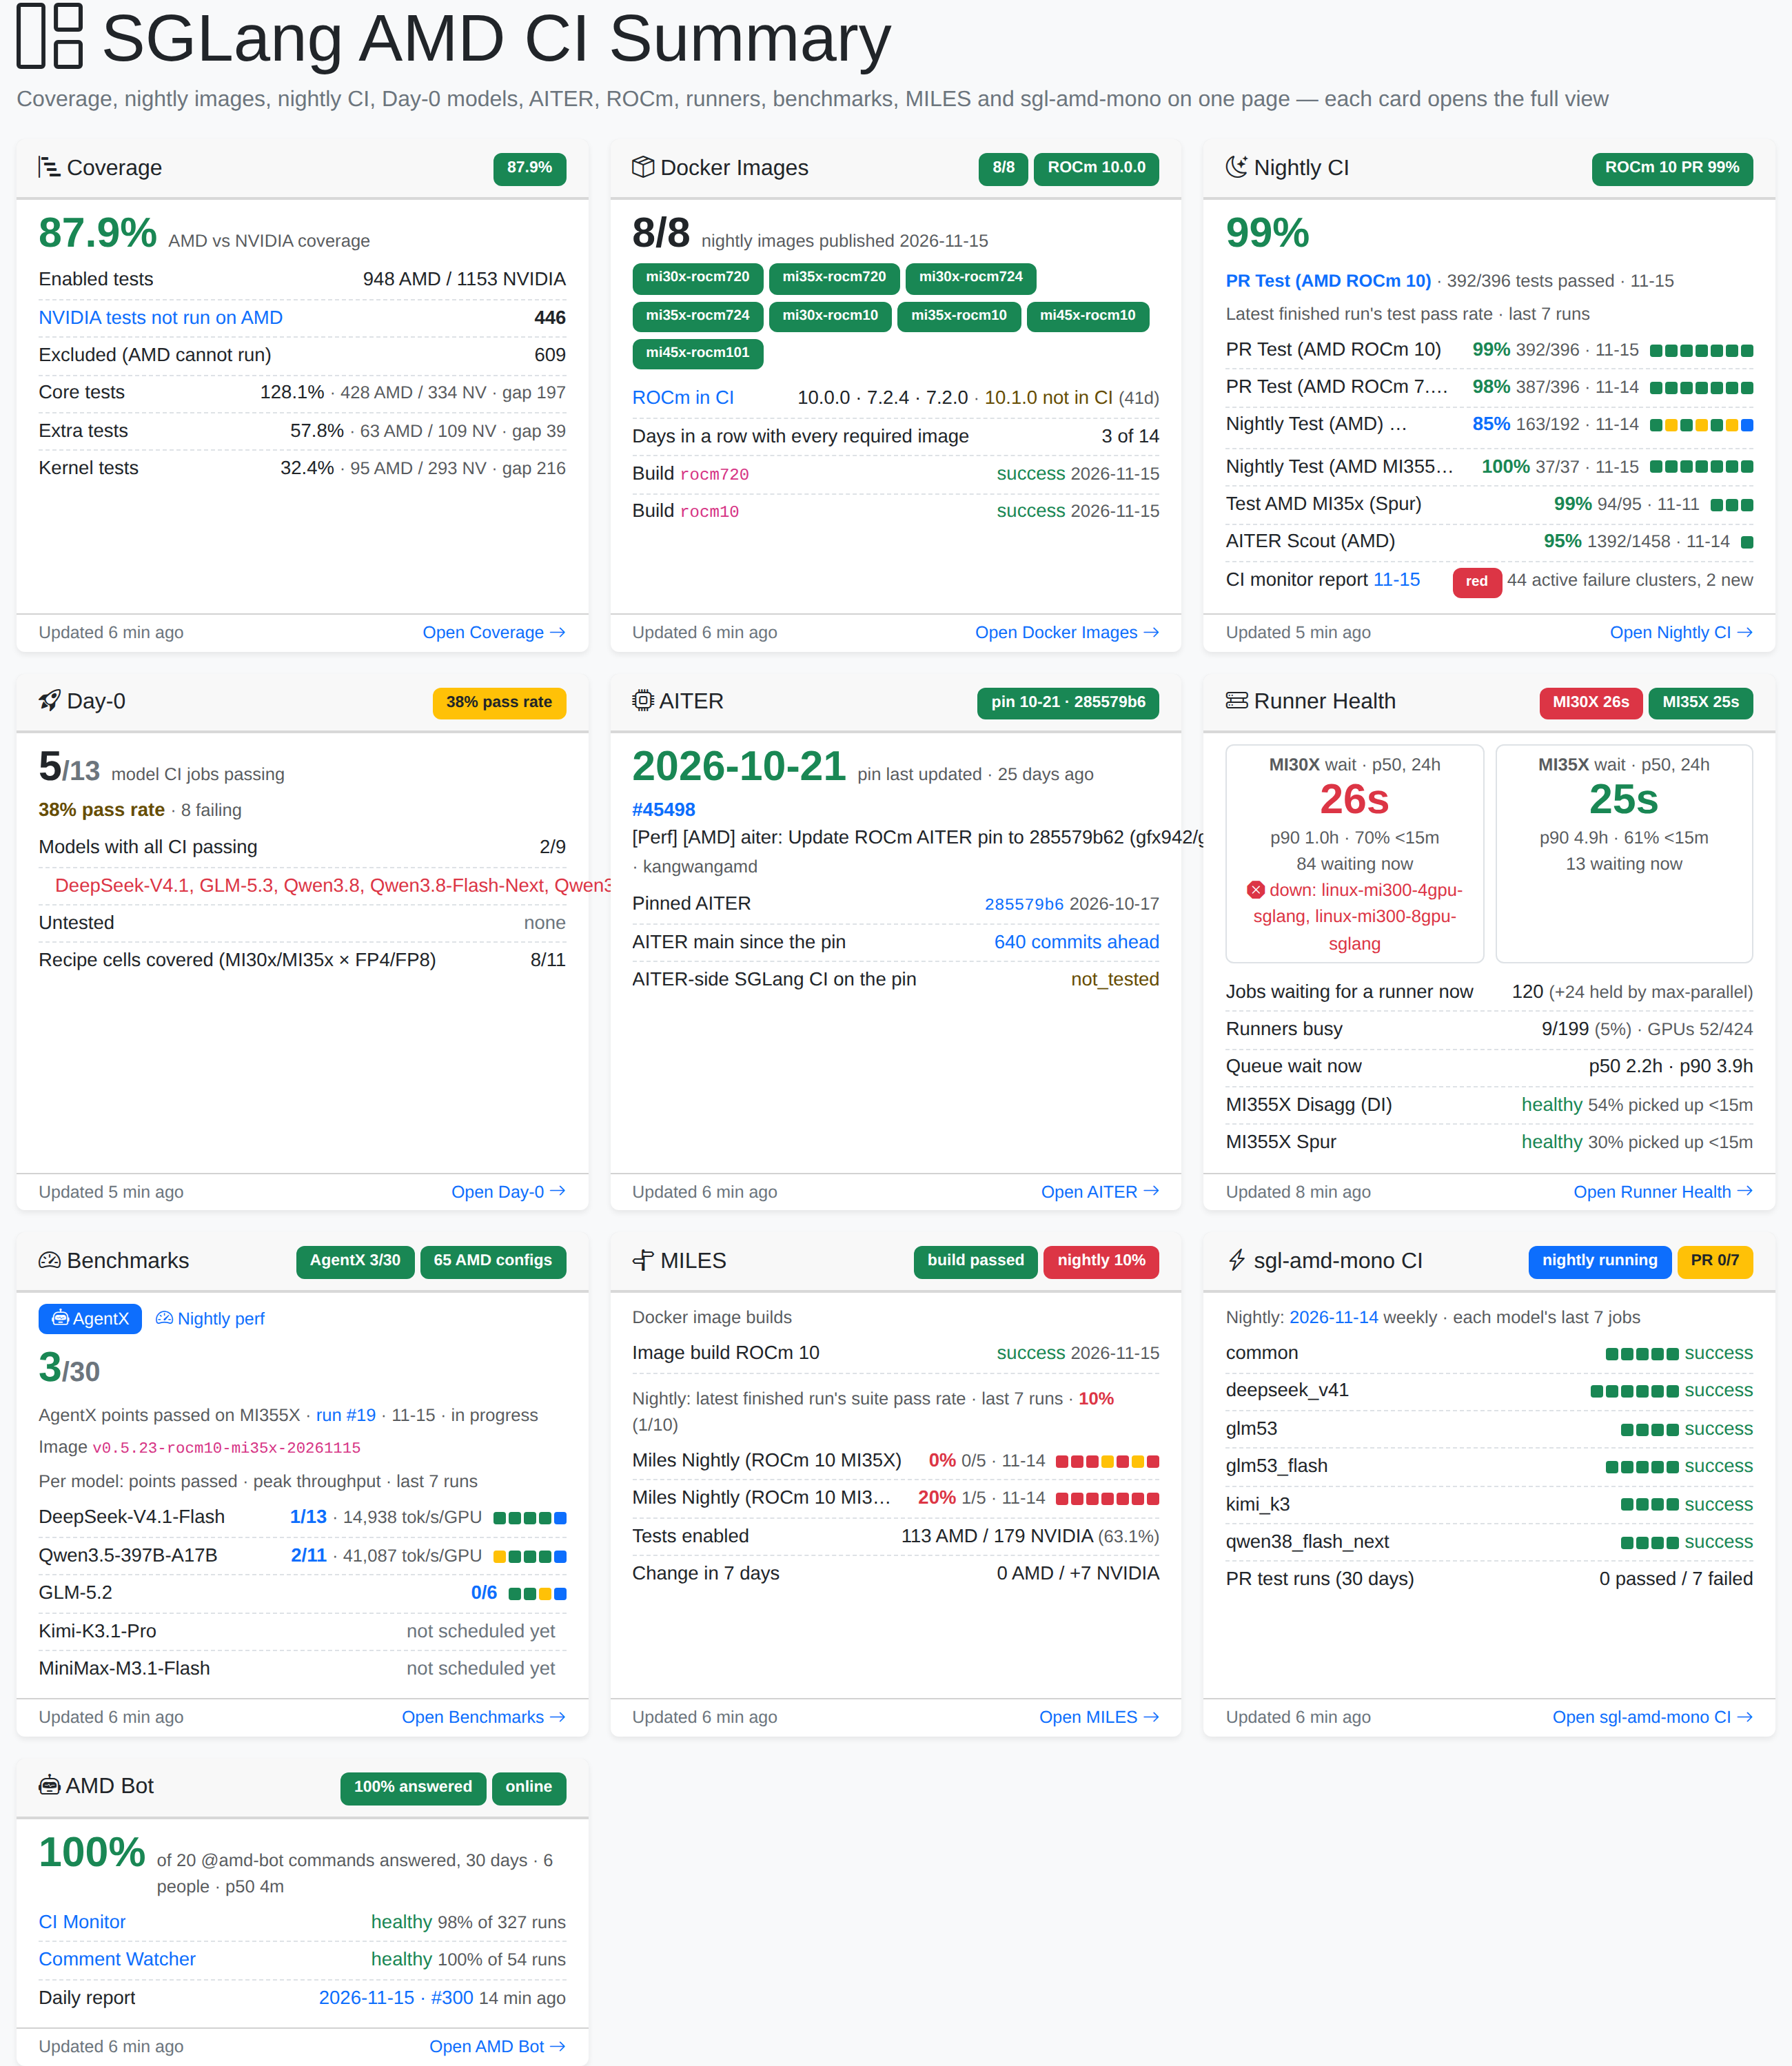 SGLang AMD CI Summary
Coverage, nightly images, nightly CI, Day-0 models, AITER, ROCm, runners, benchmarks, MILES and sgl-amd-mono on one page — each card opens the full view
Coverage 87.9%
87.9% AMD vs NVIDIA coverage
Enabled tests 948 AMD / 1153 NVIDIA
NVIDIA tests not run on AMD 446
Excluded (AMD cannot run) 609
Core tests 128.1% · 428 AMD / 334 NV · gap 197
Extra tests 57.8% · 63 AMD / 109 NV · gap 39
Kernel tests 32.4% · 95 AMD / 293 NV · gap 216
Updated 6 min ago Open Coverage →
Docker Images 8/8 ROCm 10.0.0
8/8 nightly images published 2026-11-15
mi30x-rocm720 mi35x-rocm720 mi30x-rocm724
mi35x-rocm724 mi30x-rocm10 mi35x-rocm10 mi45x-rocm10
mi45x-rocm101
ROCm in CI 10.0.0 · 7.2.4 · 7.2.0 · 10.1.0 not in CI (41d)
Days in a row with every required image 3 of 14
Build rocm720 success 2026-11-15
Build rocm10 success 2026-11-15
Updated 6 min ago Open Docker Images →
Nightly CI ROCm 10 PR 99%
99%
PR Test (AMD ROCm 10) · 392/396 tests passed · 11-15
Latest finished run's test pass rate · last 7 runs
PR Test (AMD ROCm 10) 99% 392/396 · 11-15
PR Test (AMD ROCm 7.… 98% 387/396 · 11-14
Nightly Test (AMD) … 85% 163/192 · 11-14
Nightly Test (AMD MI355… 100% 37/37 · 11-15
Test AMD MI35x (Spur) 99% 94/95 · 11-11
AITER Scout (AMD) 95% 1392/1458 · 11-14
CI monitor report 11-15 red 44 active failure clusters, 2 new
Updated 5 min ago Open Nightly CI →
Day-0 38% pass rate
5/13 model CI jobs passing
38% pass rate · 8 failing
Models with all CI passing 2/9
DeepSeek-V4.1, GLM-5.3, Qwen3.8, Qwen3.8-Flash-Next, Qwen3
Untested none
Recipe cells covered (MI30x/MI35x × FP4/FP8) 8/11
Updated 5 min ago Open Day-0 →
AITER pin 10-21 · 285579b6
2026-10-21 pin last updated · 25 days ago
#45498
[Perf] [AMD] aiter: Update ROCm AITER pin to 285579b62 (gfx942/g
· kangwangamd
Pinned AITER 285579b6 2026-10-17
AITER main since the pin 640 commits ahead
AITER-side SGLang CI on the pin not_tested
Updated 6 min ago Open AITER →
Runner Health MI30X 26s MI35X 25s
MI30X wait · p50, 24h
26s
p90 1.0h · 70% <15m
84 waiting now
down: linux-mi300-4gpu-
sglang, linux-mi300-8gpu-
sglang
MI35X wait · p50, 24h
25s
p90 4.9h · 61% <15m
13 waiting now
Jobs waiting for a runner now 120 (+24 held by max-parallel)
Runners busy 9/199 (5%) · GPUs 52/424
Queue wait now p50 2.2h · p90 3.9h
MI355X Disagg (DI) healthy 54% picked up <15m
MI355X Spur healthy 30% picked up <15m
Updated 8 min ago Open Runner Health →
Benchmarks AgentX 3/30 65 AMD configs
AgentX Nightly perf
3/30
AgentX points passed on MI355X · run #19 · 11-15 · in progress
Image v0.5.23-rocm10-mi35x-20261115
Per model: points passed · peak throughput · last 7 runs
DeepSeek-V4.1-Flash 1/13 · 14,938 tok/s/GPU
Qwen3.5-397B-A17B 2/11 · 41,087 tok/s/GPU
GLM-5.2 0/6
Kimi-K3.1-Pro not scheduled yet
MiniMax-M3.1-Flash not scheduled yet
Updated 6 min ago Open Benchmarks →
MILES build passed nightly 10%
Docker image builds
Image build ROCm 10 success 2026-11-15
Nightly: latest finished run's suite pass rate · last 7 runs · 10%
(1/10)
Miles Nightly (ROCm 10 MI35X) 0% 0/5 · 11-14
Miles Nightly (ROCm 10 MI3… 20% 1/5 · 11-14
Tests enabled 113 AMD / 179 NVIDIA (63.1%)
Change in 7 days 0 AMD / +7 NVIDIA
Updated 6 min ago Open MILES →
sgl-amd-mono CI nightly running PR 0/7
Nightly: 2026-11-14 weekly · each model's last 7 jobs
common success
deepseek_v41 success
glm53 success
glm53_flash success
kimi_k3 success
qwen38_flash_next success
PR test runs (30 days) 0 passed / 7 failed
Updated 6 min ago Open sgl-amd-mono CI →
AMD Bot 100% answered online
100% of 20 @amd-bot commands answered, 30 days · 6
people · p50 4m
CI Monitor healthy 98% of 327 runs
Comment Watcher healthy 100% of 54 runs
Daily report 2026-11-15 · #300 14 min ago
Updated 6 min ago Open AMD Bot →